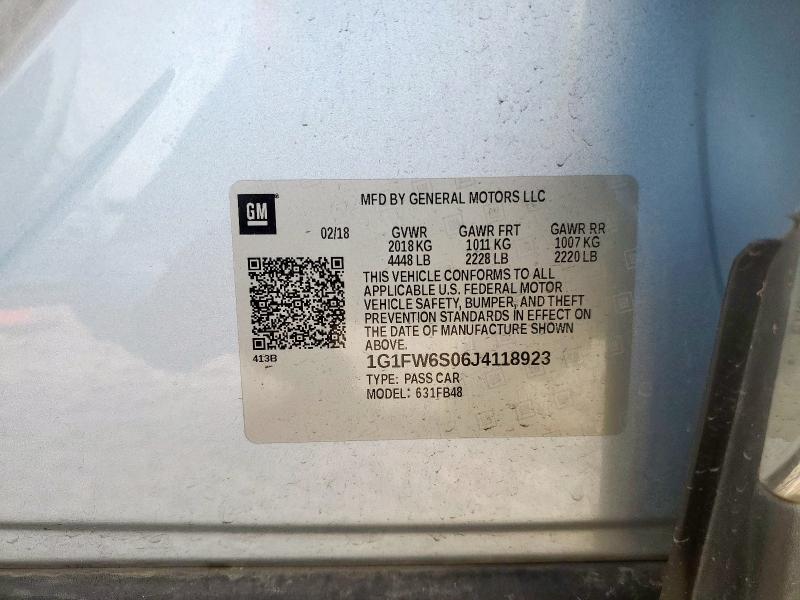 GM
MFD BY GENERAL MOTORS LLC
02/18 GVWR GAWR FRT GAWR RR
2018 KG 1011 KG 1007 KG
4448 LB 2228 LB 2220 LB
THIS VEHICLE CONFORMS TO ALL
APPLICABLE U.S. FEDERAL MOTOR
VEHICLE SAFETY, BUMPER, AND THEFT
PREVENTION STANDARDS IN EFFECT ON
THE DATE OF MANUFACTURE SHOWN
ABOVE.
413B
1G1FW6S06J4118923
TYPE: PASS CAR
MODEL: 631FB48